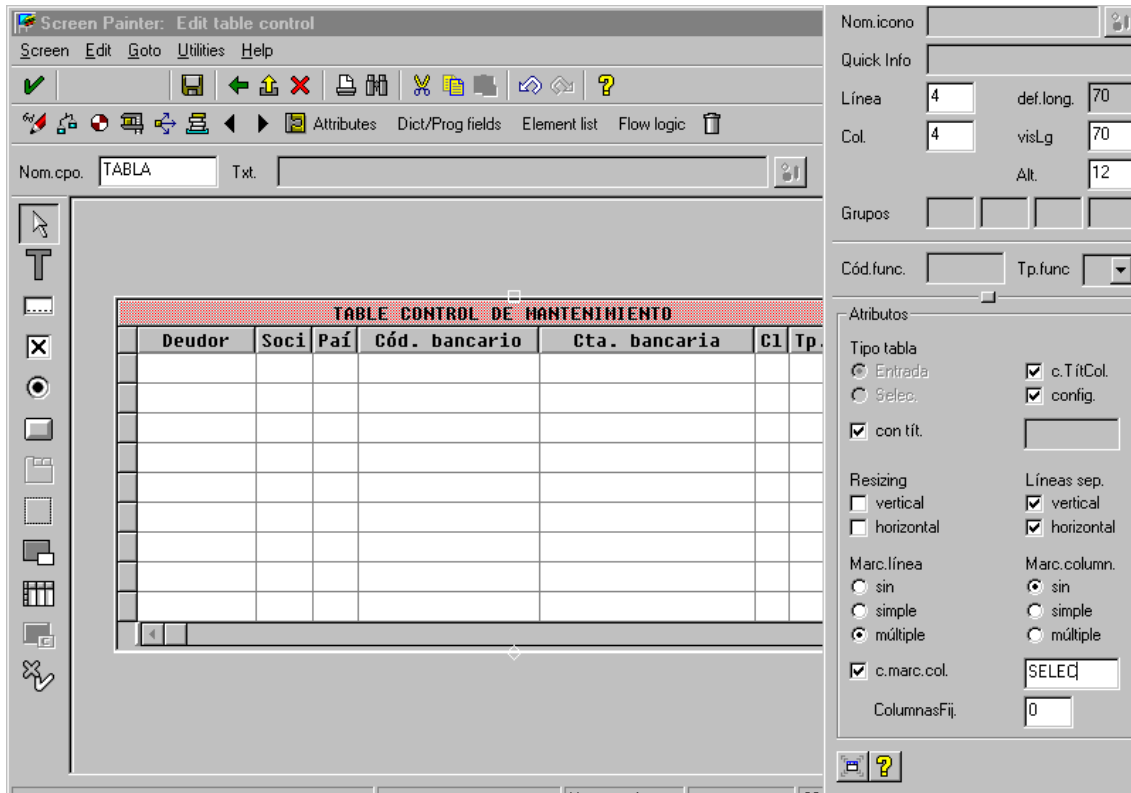 Screen Painter: Edit table control
Screen Edit Goto Utilities Help
Attributes Dict/Prog fields Element list Flow logic
Nom.cpo. TABLA Txt.
TABLE CONTROL DE MANTENIMIENTO
Deudor Soci Paí Cód. bancario Cta. bancaria Cl Tp.
Nom.icono
Quick Info
Línea 4 def.long. 70
Col. 4 visLg 70
Alt. 12
Grupos
Cód.func. Tp.func
Atributos
Tipo tabla
Entrada c.TítCol.
Selec. config.
con tít.
Resizing Líneas sep.
vertical vertical
horizontal horizontal
Marc.línea Marc.column.
sin sin
simple simple
múltiple múltiple
c.marc.col. SELEC
ColumnasFij. 0